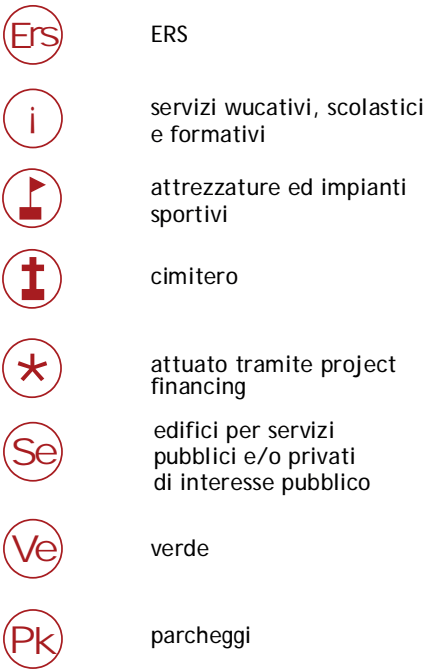 Ers ERS
i servizi wucativi, scolastici
e formativi
attrezzature ed impianti
sportivi
cimitero
* attuato tramite project
financing
Se edifici per servizi
pubblici e/o privati
di interesse pubblico
Ve verde
Pk parcheggi